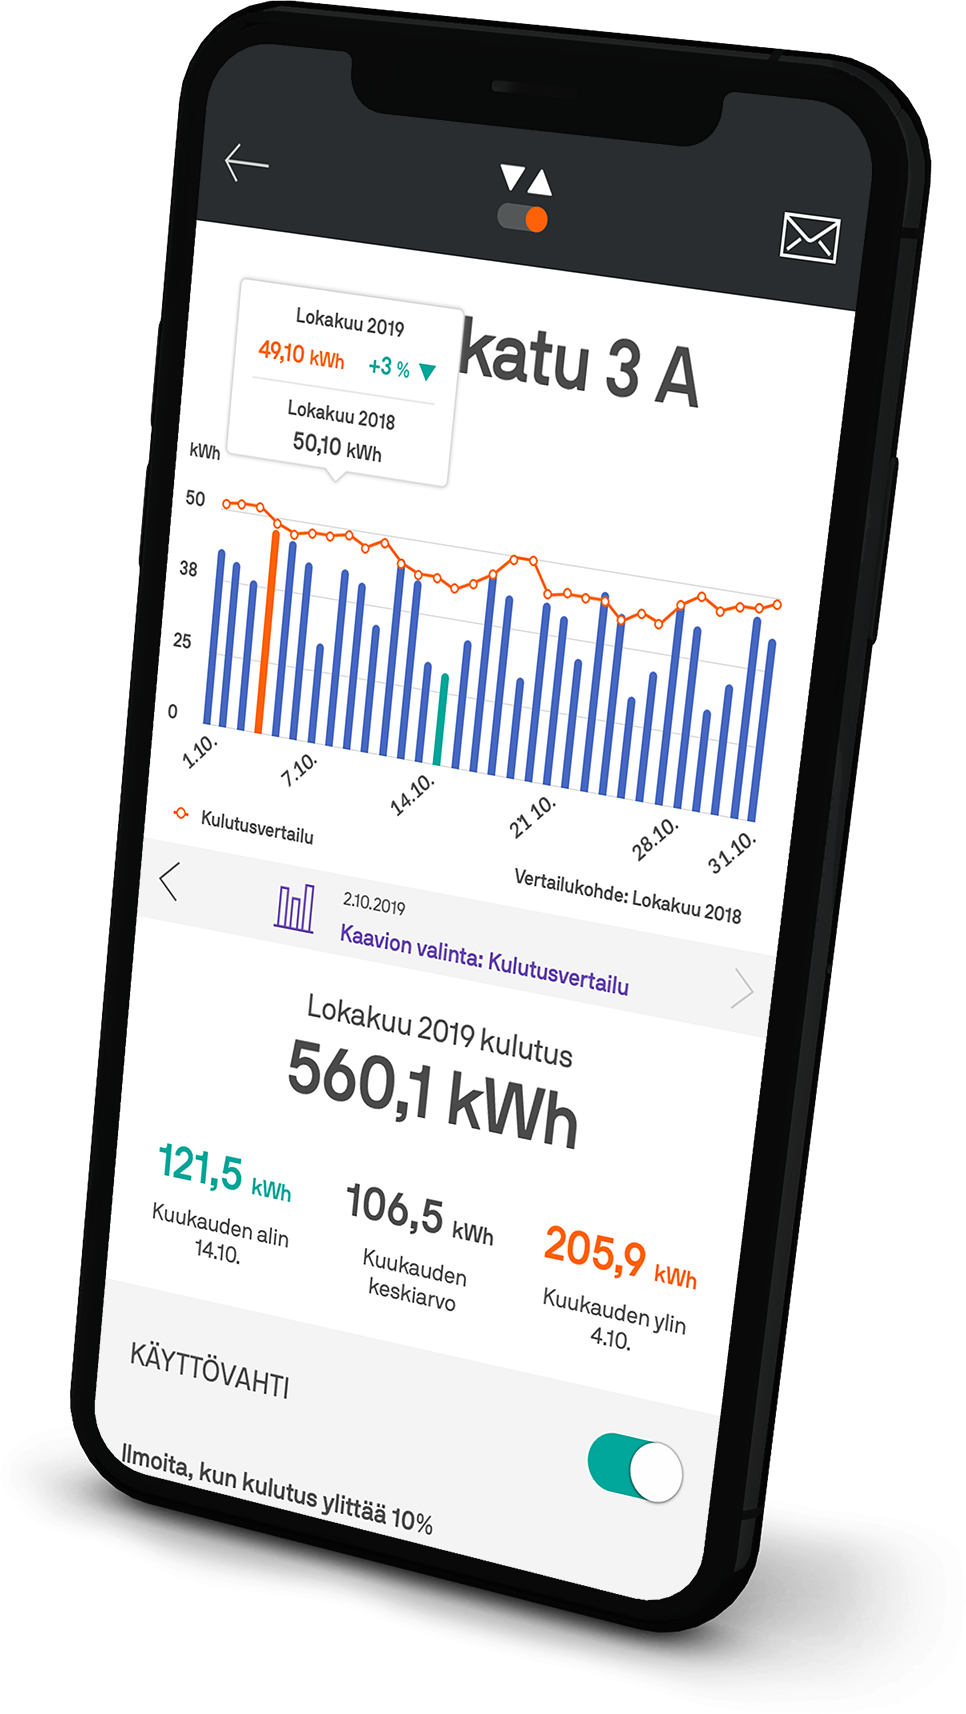 katu 3 A
Lokakuu 2019
49,10 kWh +3 %
Lokakuu 2018
50,10 kWh
kWh
50
38
25
0
1.10. 7.10. 14.10. 21.10. 28.10. 31.10.
Kulutusvertailu
Vertailukohde: Lokakuu 2018
2.10.2019
Kaavion valinta: Kulutusvertailu
Lokakuu 2019 kulutus
560,1 kWh
121,5 kWh
Kuukauden alin
14.10.
106,5 kWh
Kuukauden
keskiarvo
205,9 kWh
Kuukauden ylin
4.10.
KÄYTTÖVAHTI
Ilmoita, kun kulutus ylittää 10%